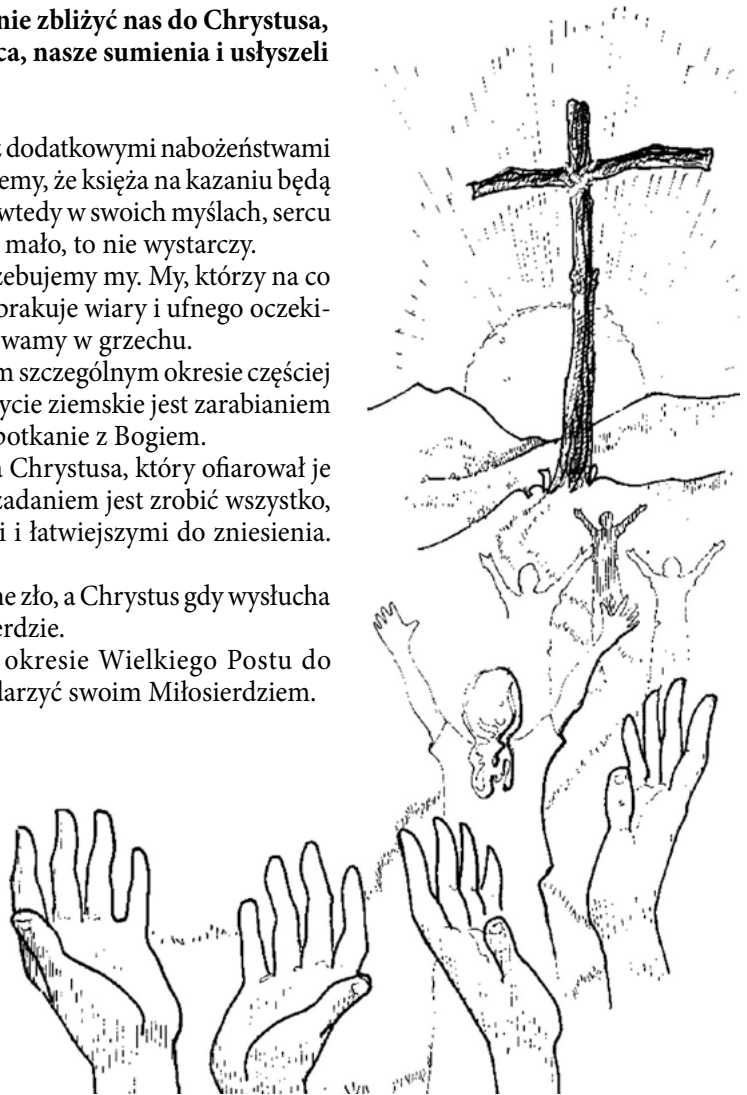 nie zbliżyć nas do Chrystusa,
ca, nasze sumienia i usłyszeli
z dodatkowymi nabożeństwami
emy, że księża na kazaniu będą
wtedy w swoich myślach, sercu
mało, to nie wystarczy.
zebujemy my. My, którzy na co
brakuje wiary i ufnego oczeki-
wamy w grzechu.
m szczególnym okresie częściej
ycie ziemskie jest zarabianiem
potkanie z Bogiem.
a Chrystusa, który ofiarował je
zadaniem jest zrobić wszystko,
i i łatwiejszymi do zniesienia.
ne zło, a Chrystus gdy wysłucha
erdzie.
okresie Wielkiego Postu do
darzyć swoim Miłosierdziem.